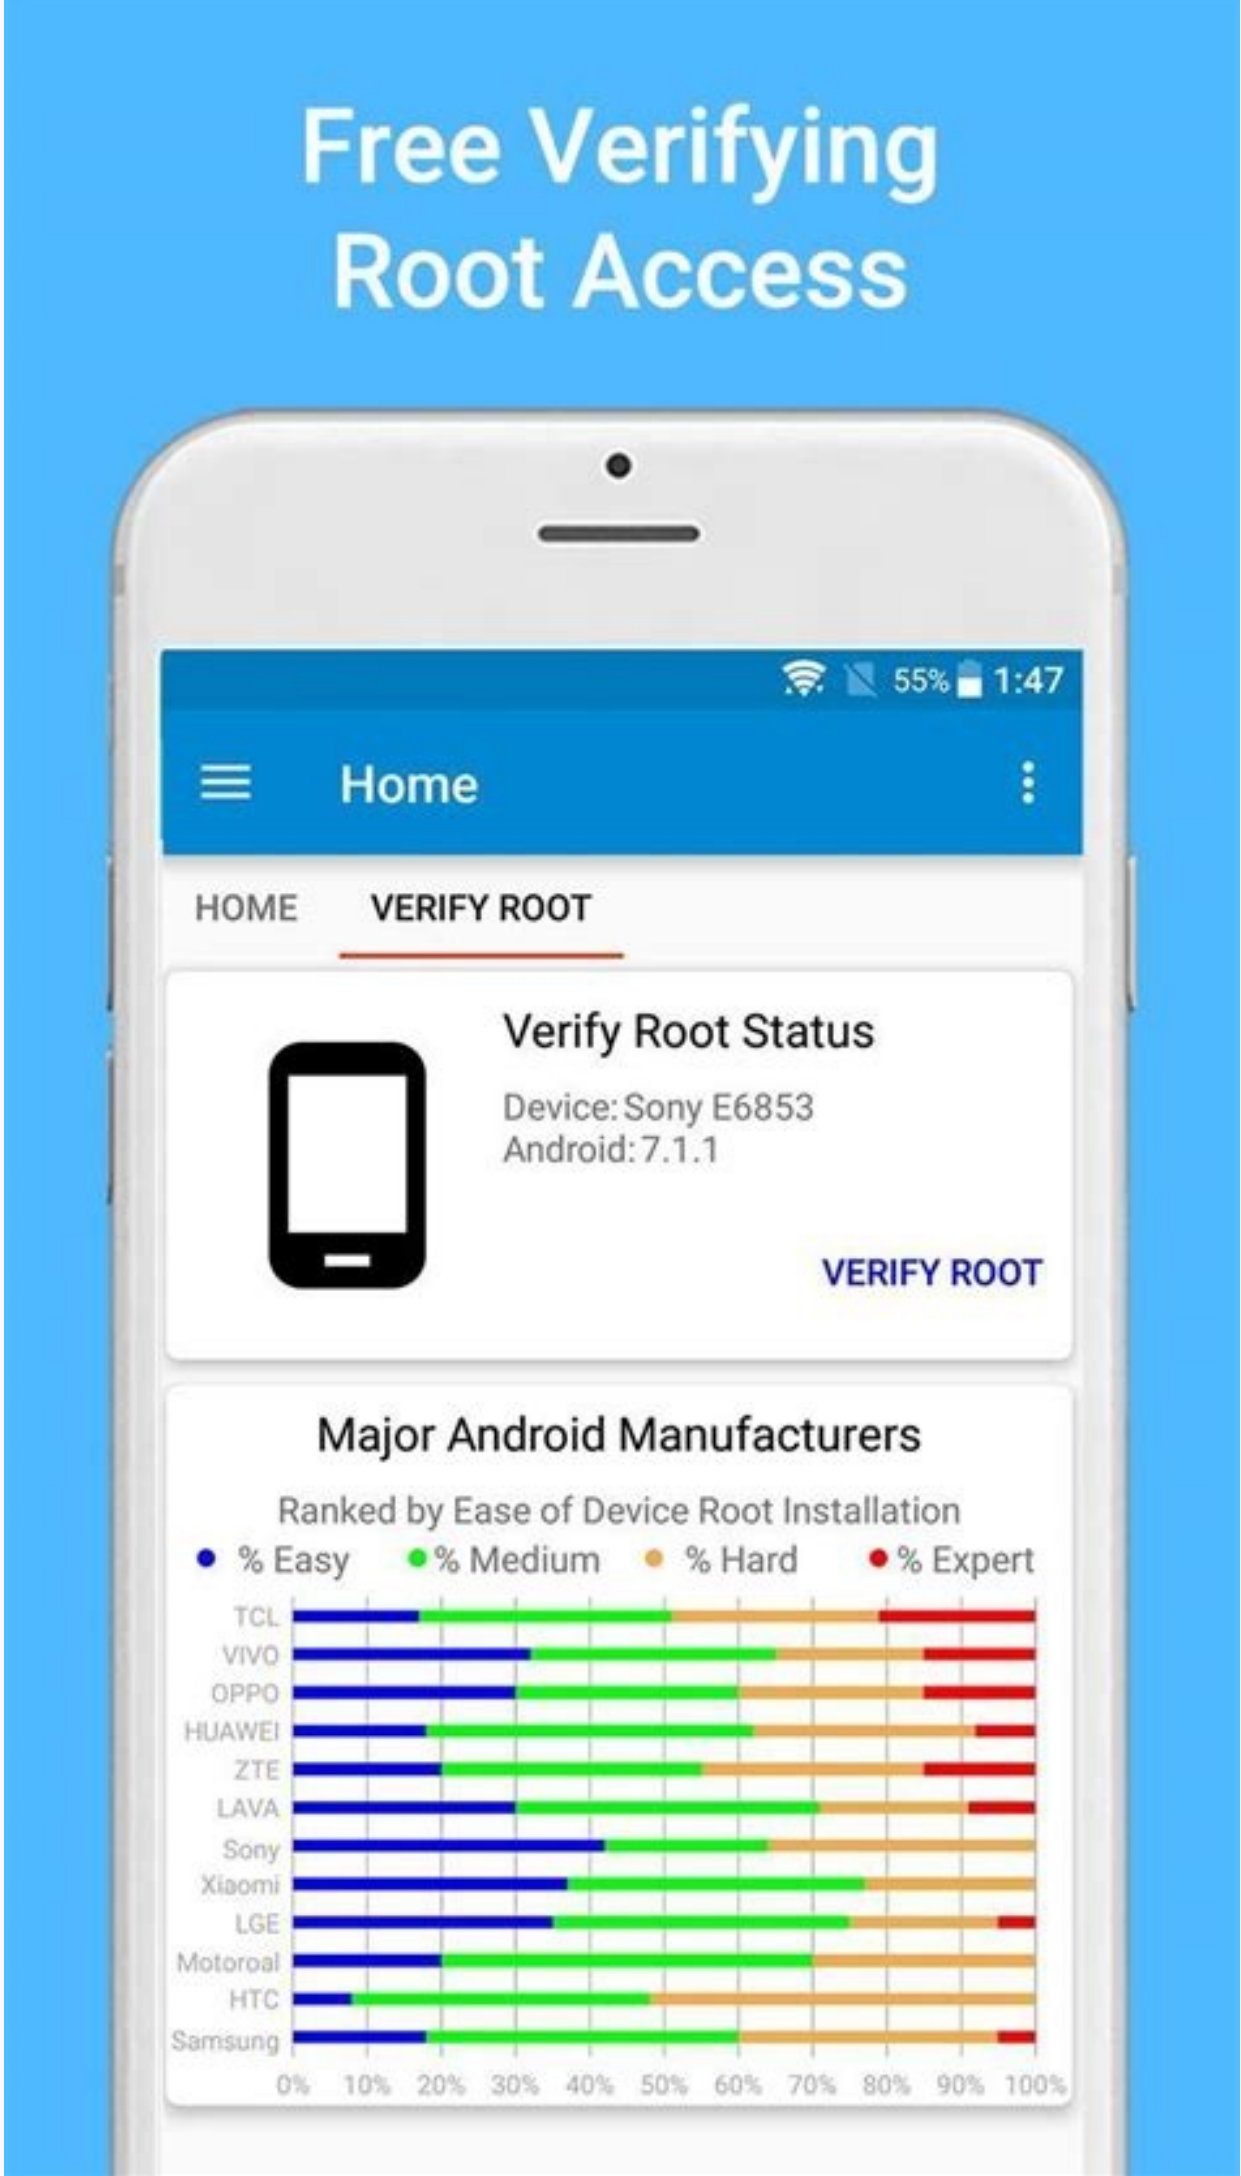 Free Verifying
Root Access
55% 1:47
Home
HOME VERIFY ROOT
Verify Root Status
Device: Sony E6853
Android: 7.1.1
VERIFY ROOT
Major Android Manufacturers
Ranked by Ease of Device Root Installation
% Easy % Medium % Hard % Expert
TCL
VIVO
OPPO
HUAWEI
ZTE
LAVA
Sony
Xiaomi
LGE
Motoroal
HTC
Samsung
0% 10% 20% 30% 40% 50% 60% 70% 80% 90% 100%